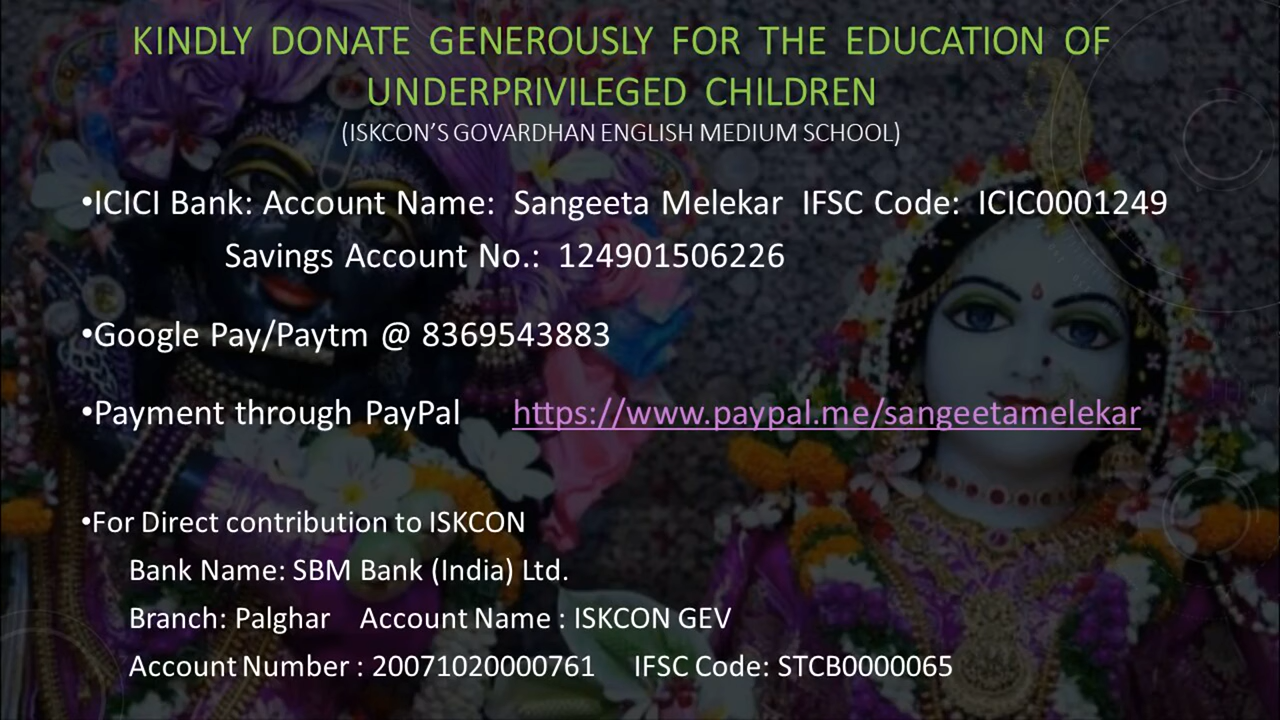 KINDLY DONATE GENEROUSLY FOR THE EDUCATION OF
UNDERPRIVILEGED CHILDREN
(ISKCON'S GOVARDHAN ENGLISH MEDIUM SCHOOL)
•ICICI Bank: Account Name: Sangeeta Melekar IFSC Code: ICIC0001249
Savings Account No.: 124901506226
•Google Pay/Paytm @ 8369543883
•Payment through PayPal https://www.paypal.me/sangeetamelekar
•For Direct contribution to ISKCON
Bank Name: SBM Bank (India) Ltd.
Branch: Palghar Account Name : ISKCON GEV
Account Number : 20071020000761 IFSC Code: STCB0000065